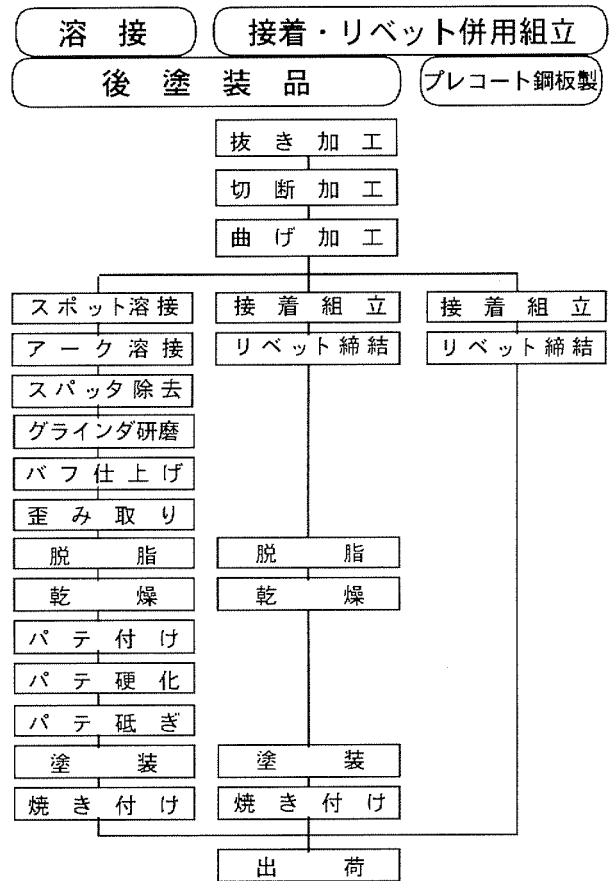 溶接
接着・リベット併用組立
後塗装品
プレコート鋼板製
抜き加工
切断加工
曲げ加工
スポット溶接
アーク溶接
スパッタ除去
グラインダ研磨
バフ仕上げ
歪み取り
脱脂
乾燥
パテ付け
パテ硬化
パテ砥ぎ
塗装
焼き付け
接着組立
リベット締結
脱脂
乾燥
塗装
焼き付け
接着組立
リベット締結
出荷